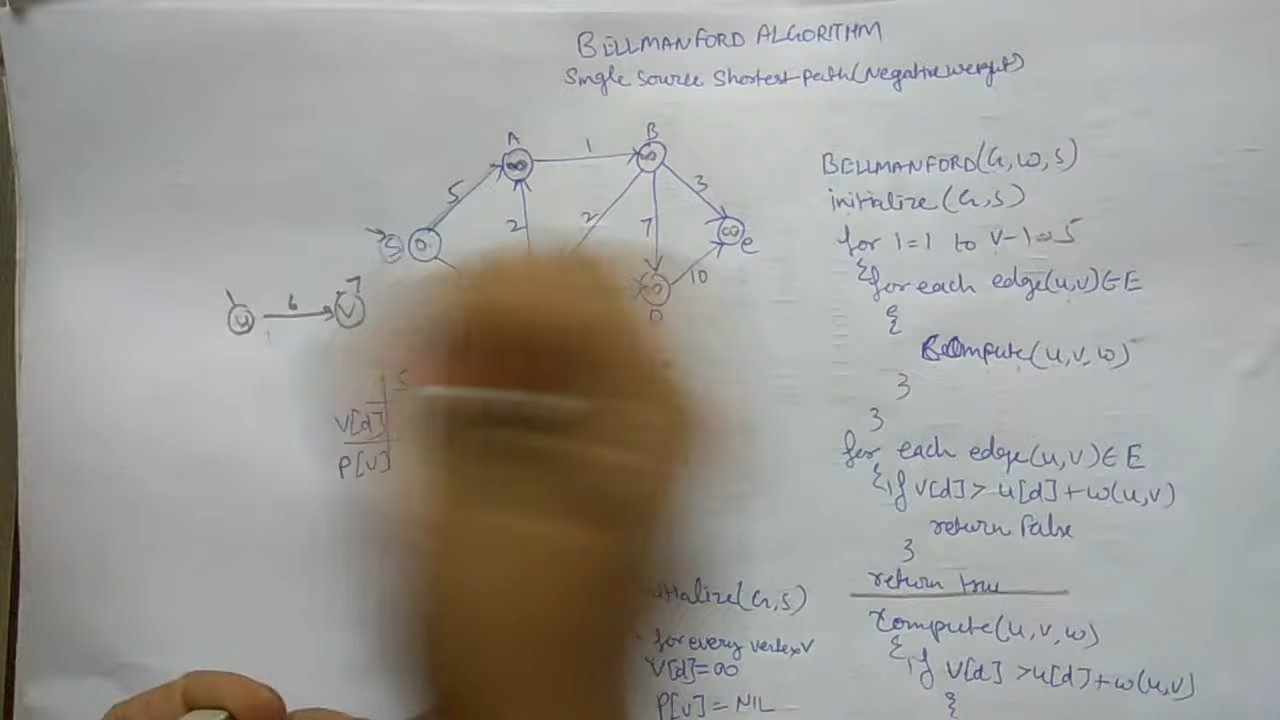 BELLMANFORD ALGORITHM
Single Source Shortest path (Negative weight)
A
1
B
5
2
2
7
3
S
0
∞
∞
∞
e
10
∞
D
u
6
v
7
S
V[d]
P[v]
BELLMANFORD(G,W,S)
initialize (G,S)
for i=1 to V-1=5
{for each edge(u,v)∈E
{
Compute(u,v,w)
}
}
for each edge(u,v)∈E
{if v[d]>u[d]+w(u,v)
return false
}
return true
Compute(u,v,w)
{if v[d]>u[d]+w(u,v)
{
(G,S)
for every vertex V
V[d]=∞
P[v]=NIL